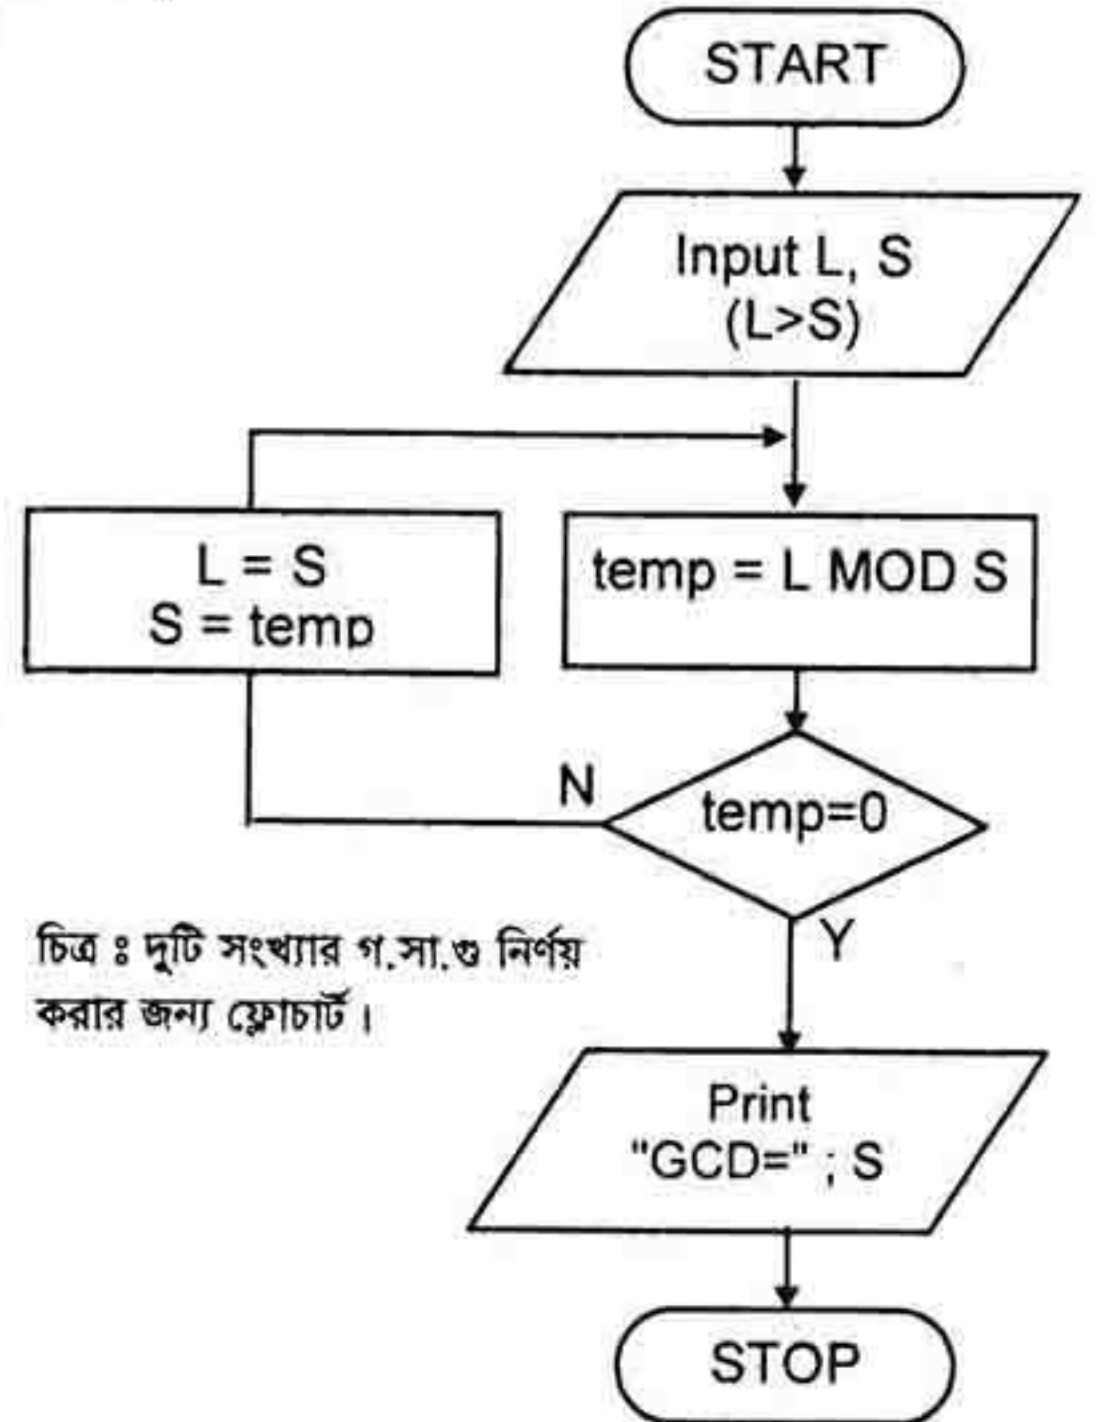 START
Input L, S
(L>S)
L = S
S = temp
temp = L MOD S
N
temp=0
Y
চিত্র ঃ দুটি সংখ্যার গ.সা.গু নির্ণয়
করার জন্য ফ্লোচার্ট।
Print
"GCD=" ; S
STOP